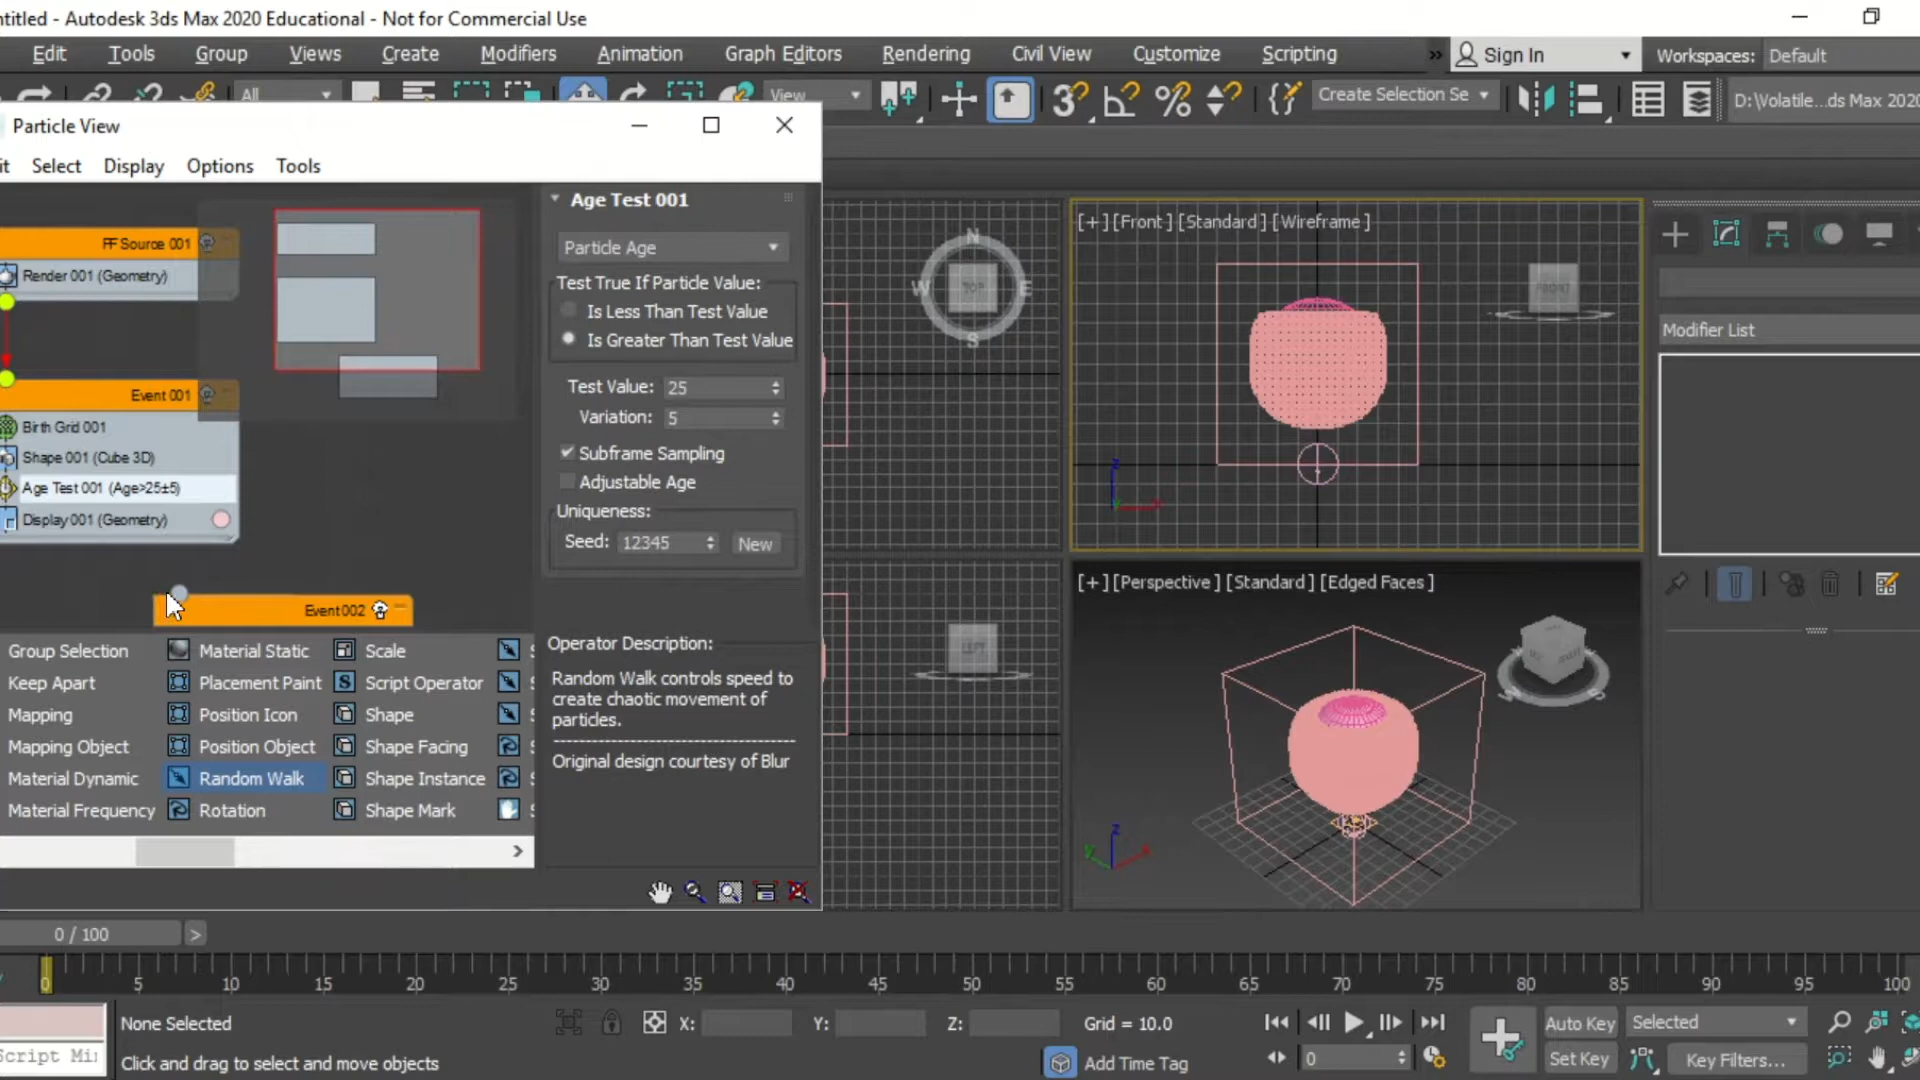 ntitled - Autodesk 3ds Max 2020 Educational - Not for Commercial Use
Edit Tools Group Views Create Modifiers Animation Graph Editors Rendering Civil View Customize Scripting » Sign In Workspaces: Default
All View Create Selection Se D:\Volatile...ds Max 2020
Particle View
it Select Display Options Tools
PF Source 001
Render 001 (Geometry)
Event 001
Birth Grid 001
Shape 001 (Cube 3D)
Age Test 001 (Age>25±5)
Display 001 (Geometry)
Event 002
Age Test 001
Particle Age
Test True If Particle Value:
Is Less Than Test Value
Is Greater Than Test Value
Test Value: 25
Variation: 5
Subframe Sampling
Adjustable Age
Uniqueness:
Seed: 12345 New
Group Selection Material Static Scale
Keep Apart Placement Paint Script Operator
Mapping Position Icon Shape
Mapping Object Position Object Shape Facing
Material Dynamic Random Walk Shape Instance
Material Frequency Rotation Shape Mark
Operator Description:
Random Walk controls speed to
create chaotic movement of
particles.
Original design courtesy of Blur
N
W TOP E
S
LEFT
[+] [Front ] [Standard ] [Wireframe ]
FRONT
z
x
[+] [Perspective ] [Standard ] [Edged Faces ]
z
y x
Modifier List
0 / 100 >
0 5 10 15 20 25 30 35 40 45 50 55 60 65 70 75 80 85 90 95 100
None Selected X: Y: Z: Grid = 10.0 Auto Key Selected
Script Mi
Click and drag to select and move objects Add Time Tag 0 Set Key Key Filters...